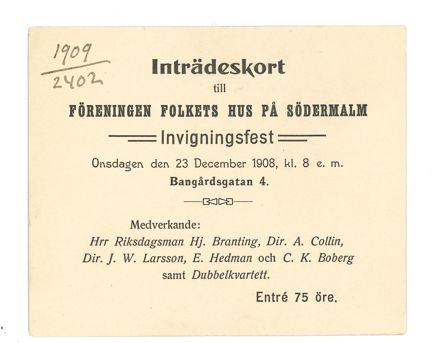 1909
2402
Inträdeskort
till
FÖRENINGEN FOLKETS HUS PÅ SÖDERMALM
Invigningsfest
Onsdagen den 23 December 1908, kl. 8 e. m.
Bangårdsgatan 4.
Medverkande:
Hrr Riksdagsman Hj. Branting, Dir. A. Collin,
Dir. J. W. Larsson, E. Hedman och C. K. Boberg
samt Dubbelkvartett.
Entré 75 öre.